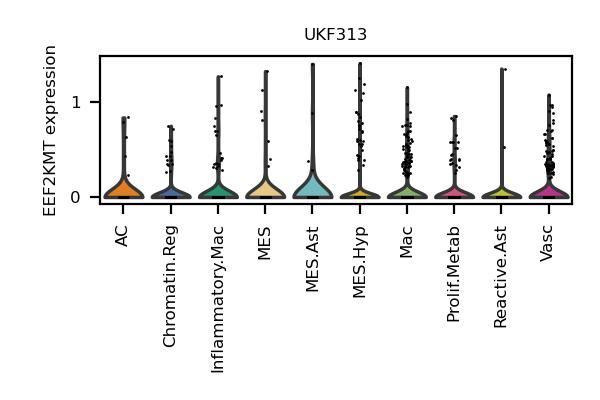 UKF313
EEF2KMT expression
1
0
AC
Chromatin.Reg
Inflammatory.Mac
MES
MES.Ast
MES.Hyp
Mac
Prolif.Metab
Reactive.Ast
Vasc